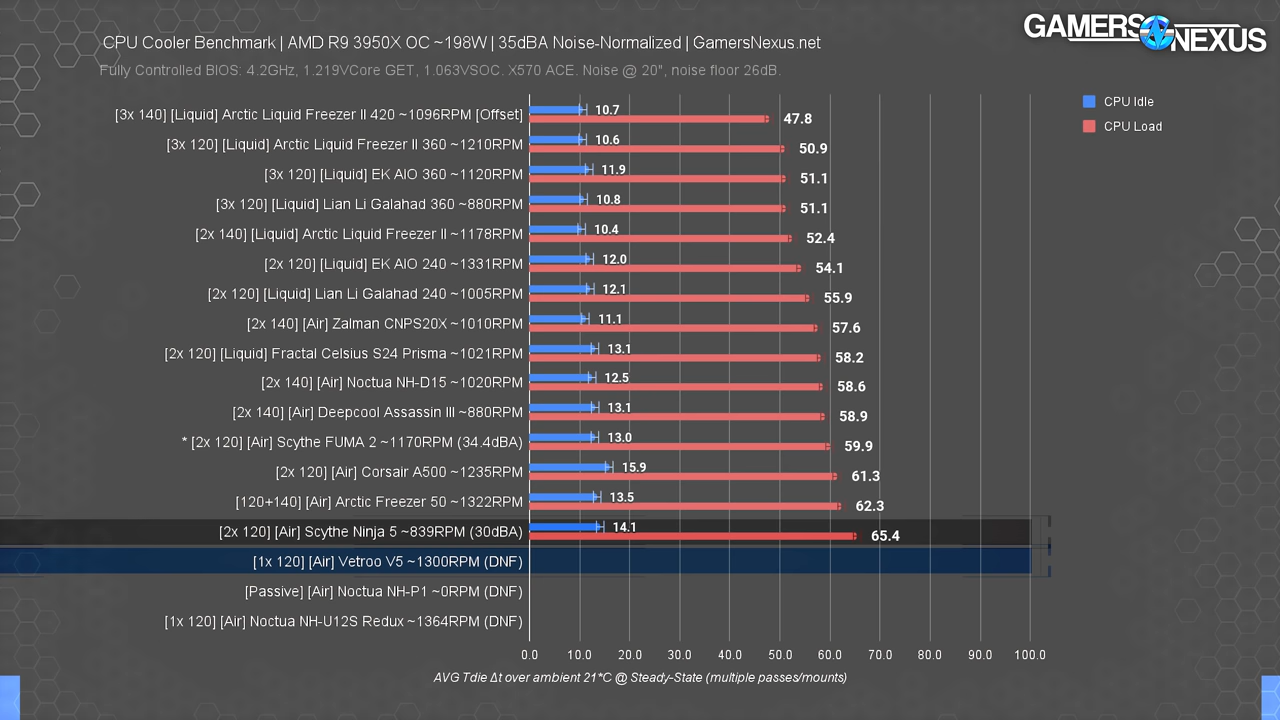 GAMERS NEXUS
CPU Cooler Benchmark | AMD R9 3950X OC ~198W | 35dBA Noise-Normalized | GamersNexus.net
Fully Controlled BIOS: 4.2GHz, 1.219VCore GET, 1.063VSOC. X570 ACE. Noise @ 20", noise floor 26dB.
CPU Idle
CPU Load
[3x 140] [Liquid] Arctic Liquid Freezer II 420 ~1096RPM [Offset] 10.7 47.8
[3x 120] [Liquid] Arctic Liquid Freezer II 360 ~1210RPM 10.6 50.9
[3x 120] [Liquid] EK AIO 360 ~1120RPM 11.9 51.1
[3x 120] [Liquid] Lian Li Galahad 360 ~880RPM 10.8 51.1
[2x 140] [Liquid] Arctic Liquid Freezer II ~1178RPM 10.4 52.4
[2x 120] [Liquid] EK AIO 240 ~1331RPM 12.0 54.1
[2x 120] [Liquid] Lian Li Galahad 240 ~1005RPM 12.1 55.9
[2x 140] [Air] Zalman CNPS20X ~1010RPM 11.1 57.6
[2x 120] [Liquid] Fractal Celsius S24 Prisma ~1021RPM 13.1 58.2
[2x 140] [Air] Noctua NH-D15 ~1020RPM 12.5 58.6
[2x 140] [Air] Deepcool Assassin III ~880RPM 13.1 58.9
* [2x 120] [Air] Scythe FUMA 2 ~1170RPM (34.4dBA) 13.0 59.9
[2x 120] [Air] Corsair A500 ~1235RPM 15.9 61.3
[120+140] [Air] Arctic Freezer 50 ~1322RPM 13.5 62.3
[2x 120] [Air] Scythe Ninja 5 ~839RPM (30dBA) 14.1 65.4
[1x 120] [Air] Vetroo V5 ~1300RPM (DNF)
[Passive] [Air] Noctua NH-P1 ~0RPM (DNF)
[1x 120] [Air] Noctua NH-U12S Redux ~1364RPM (DNF)
0.0 10.0 20.0 30.0 40.0 50.0 60.0 70.0 80.0 90.0 100.0
AVG Tdie Δt over ambient 21*C @ Steady-State (multiple passes/mounts)